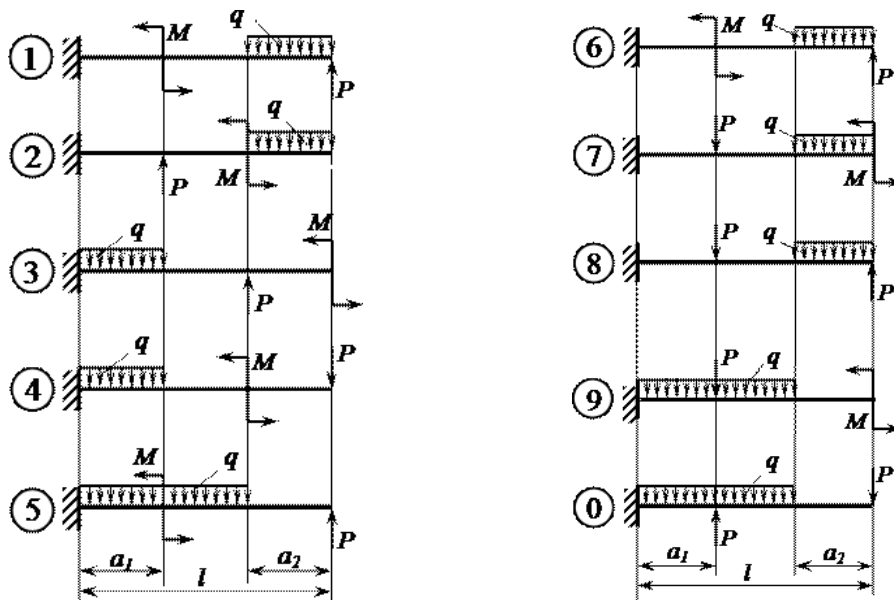 1 M q P
2 q P M
3 q M P
4 q M P
5 M q P
a1 a2
l
6 M q P
7 P q M
8 P q P
9 P q M
0 q P P
a1 a2
l